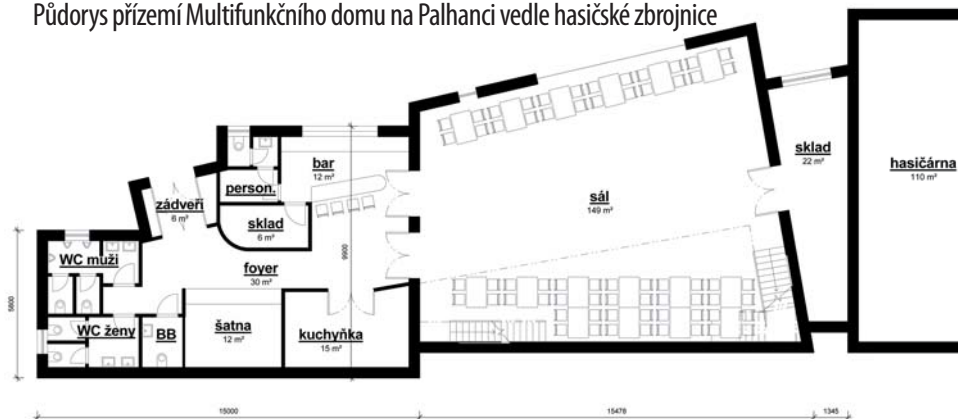 Půdorys přízemí Multifunkčního domu na Palhanci vedle hasičské zbrojnice
bar
12 m²
person.
zádveří
6 m²
sklad
6 m²
sál
149 m²
sklad
22 m²
hasičárna
110 m²
WC muži
foyer
30 m²
9900
5800
WC ženy
BB
šatna
12 m²
kuchyňka
15 m²
15000
15478
1345